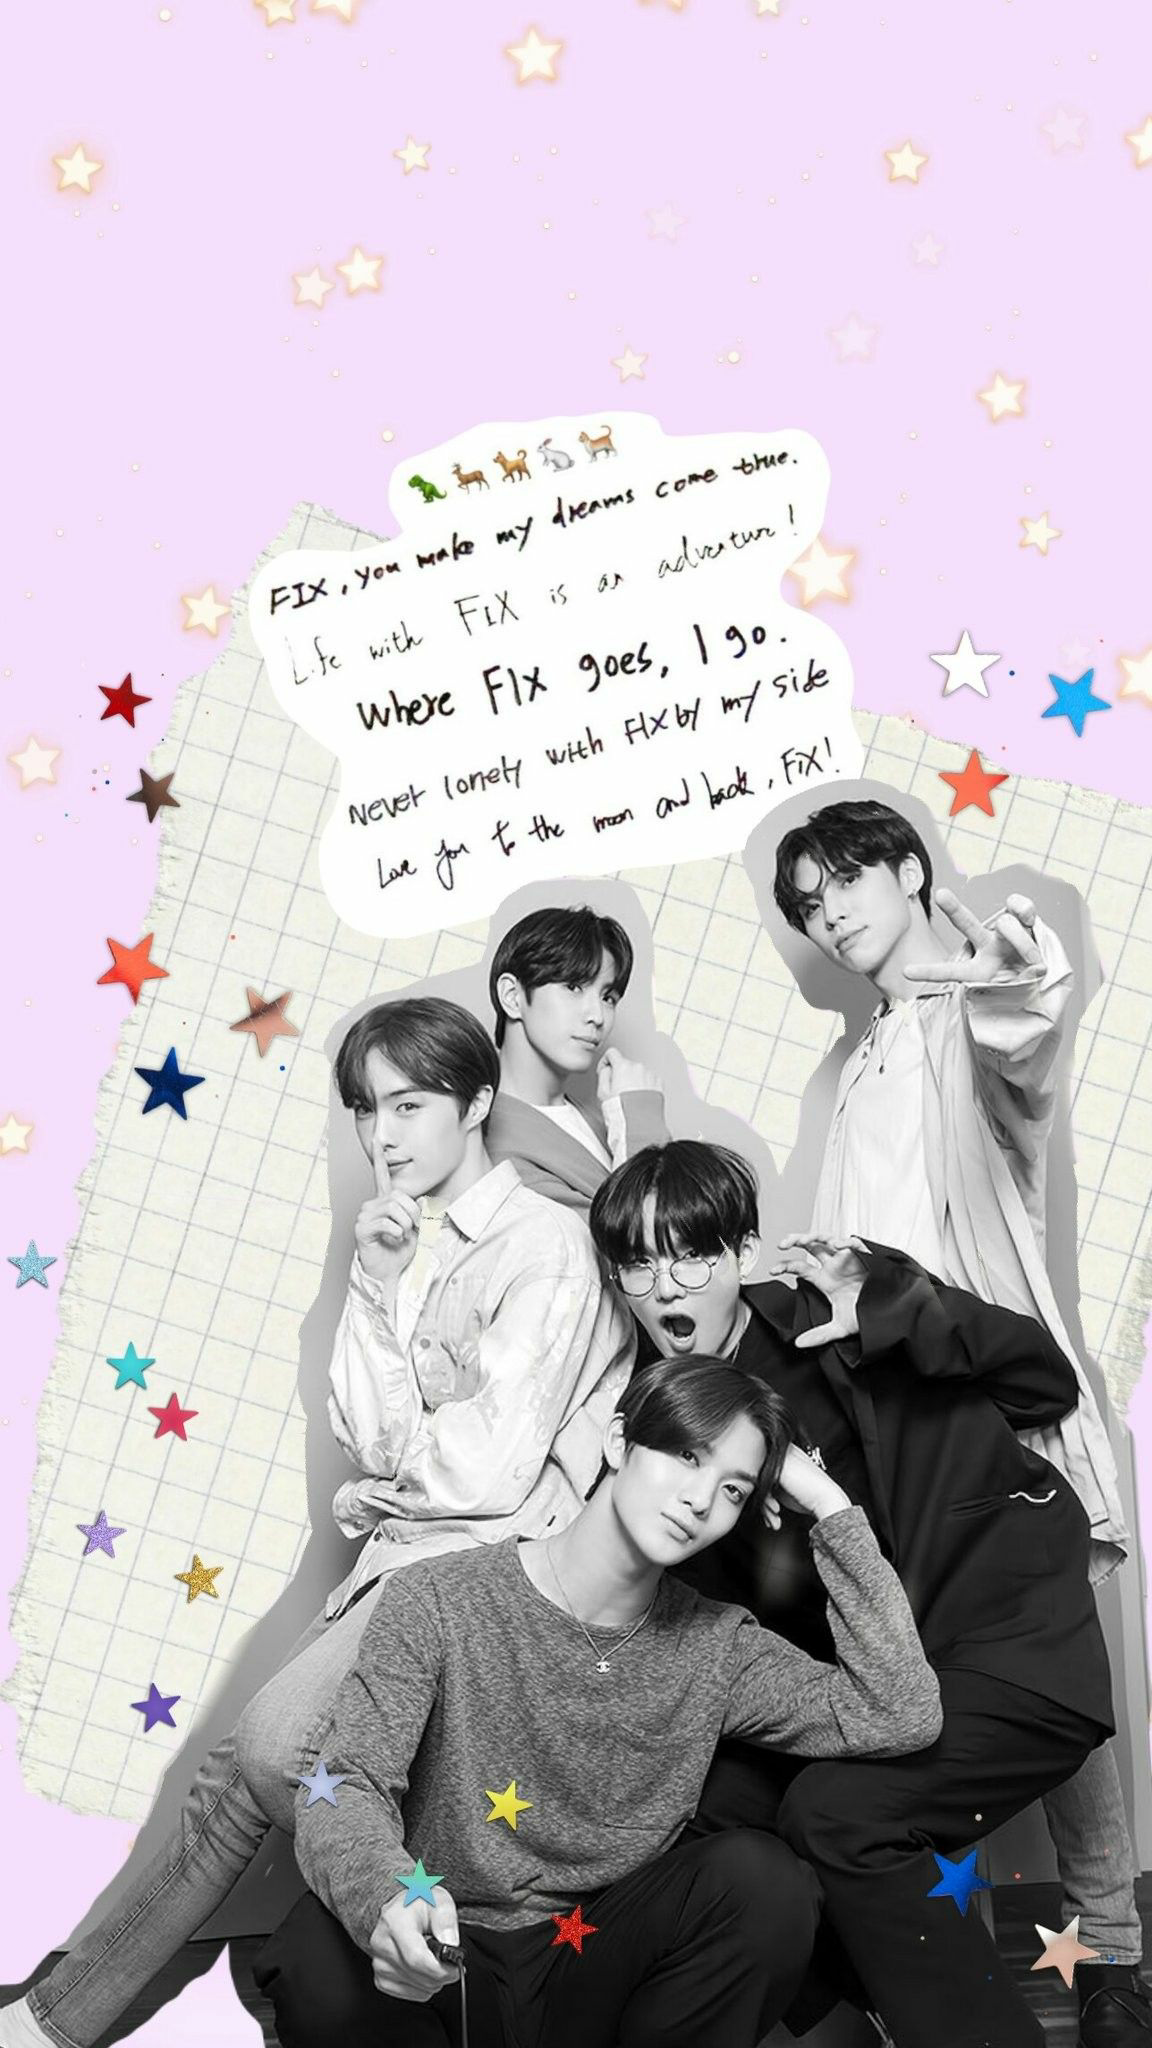 FIX, you make my dreams come true.
Life with FIX is an adventure!
Where FIX goes, I go.
Never lonely with FIX by my side
Love you to the moon and back, FIX!